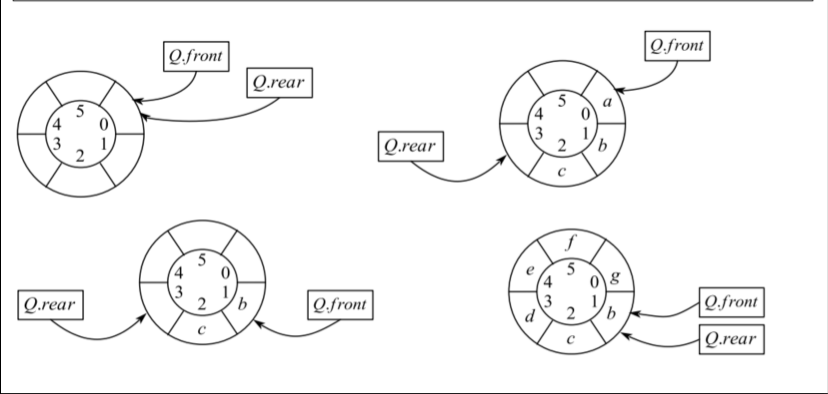 Q.front
Q.rear
5
4 0
3 1
2
Q.front
Q.rear
5 a
4 0
3 1 b
2
c
Q.rear
Q.front
5
4 0
3 1 b
2
c
f
e 5 g
4 0
3 1
d 2 b
c
Q.front
Q.rear